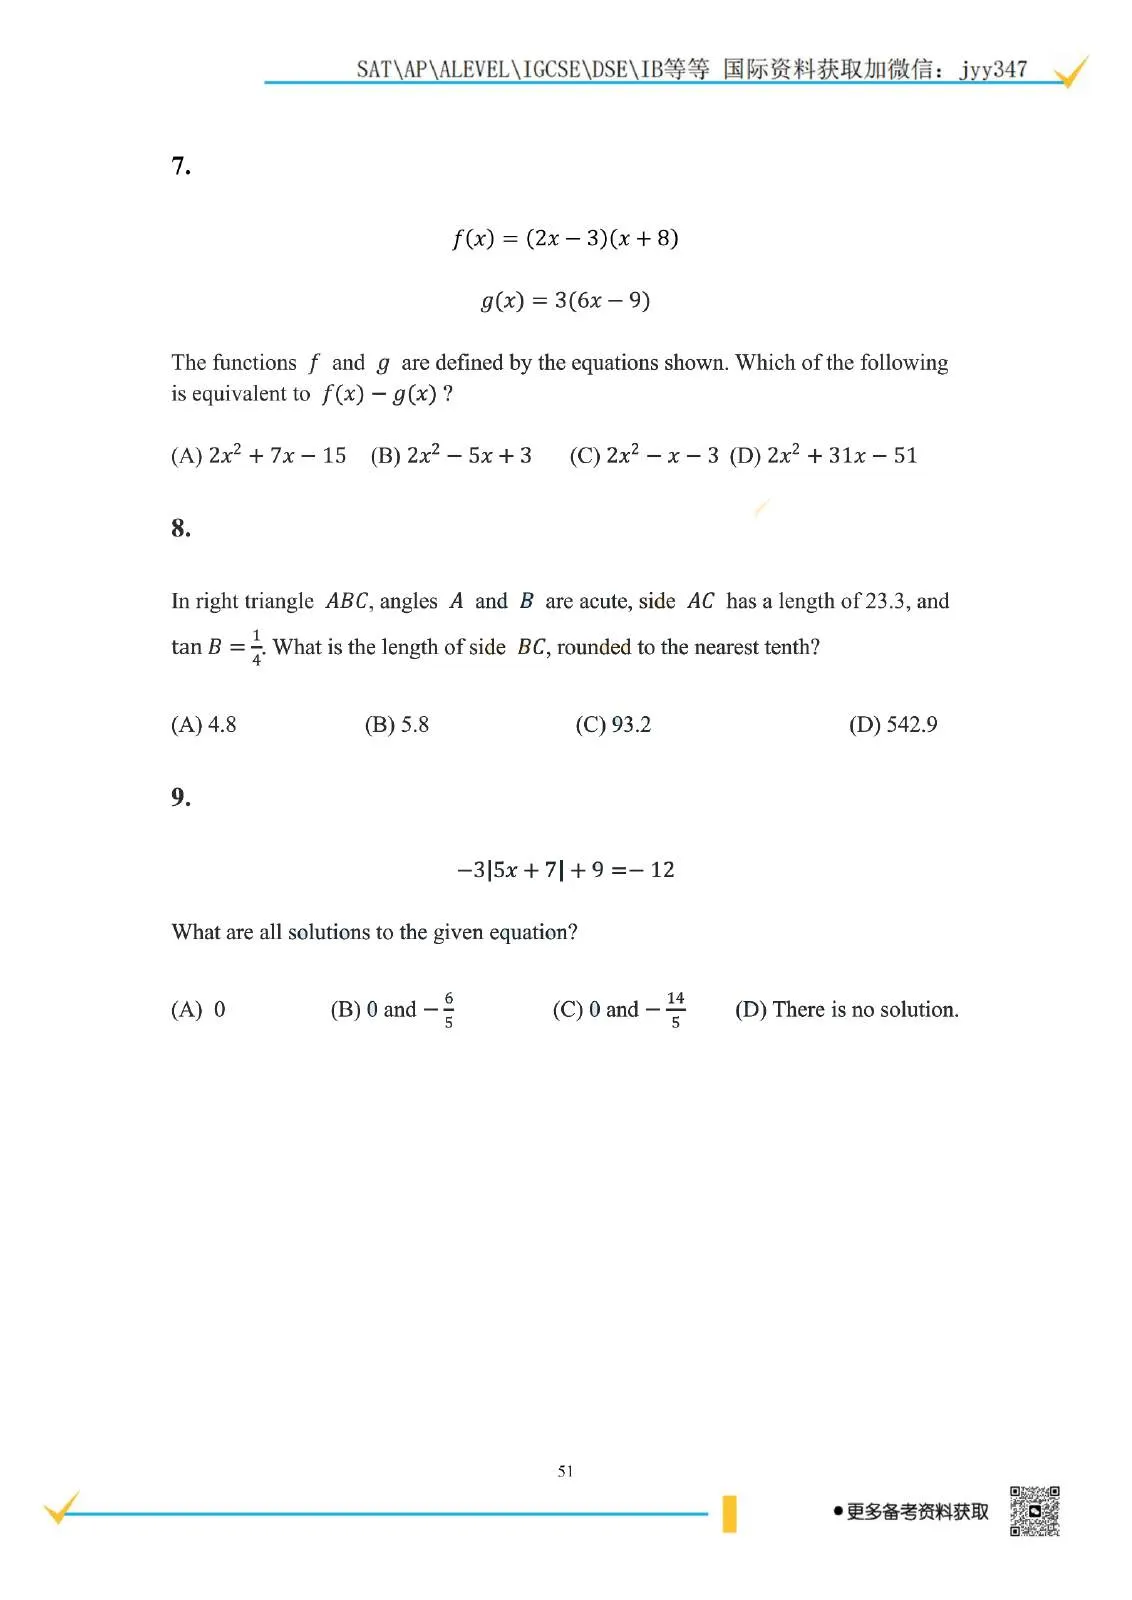 SAT\AP\ALEVEL\IGCSE\DSE\IB等等 国际资料获取加微信：jyy347
7.
f(x) = (2x − 3)(x + 8)
g(x) = 3(6x − 9)
The functions f and g are defined by the equations shown. Which of the following
is equivalent to f(x) − g(x) ?
(A) 2x² + 7x − 15 (B) 2x² − 5x + 3 (C) 2x² − x − 3 (D) 2x² + 31x − 51
8.
In right triangle ABC, angles A and B are acute, side AC has a length of 23.3, and
tan B = 1/4. What is the length of side BC, rounded to the nearest tenth?
(A) 4.8 (B) 5.8 (C) 93.2 (D) 542.9
9.
−3|5x + 7| + 9 =− 12
What are all solutions to the given equation?
(A) 0 (B) 0 and − 6/5 (C) 0 and − 14/5 (D) There is no solution.
51
●更多备考资料获取